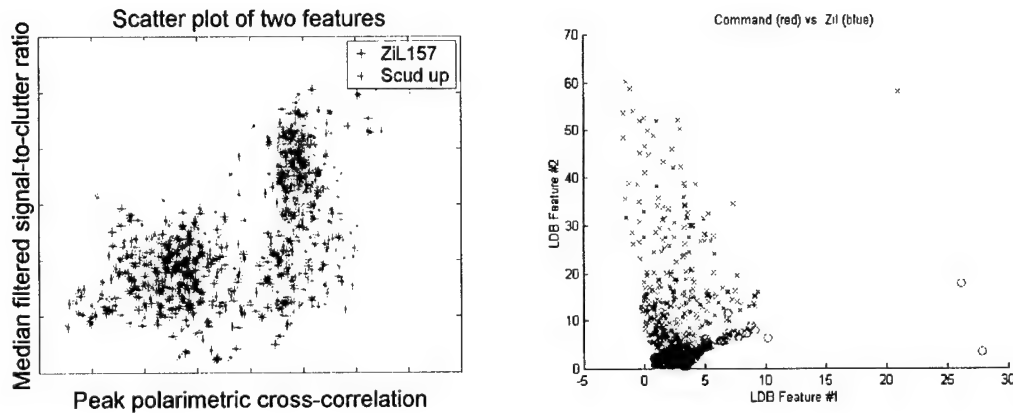 Scatter plot of two features
Median filtered signal-to-clutter ratio
ZiL157
Scud up
Peak polarimetric cross-correlation
Command (red) vs Zil (blue)
LDB Feature #2
70
60
50
40
30
20
10
0
-5
0
5
10
15
20
25
30
LDB Feature #1